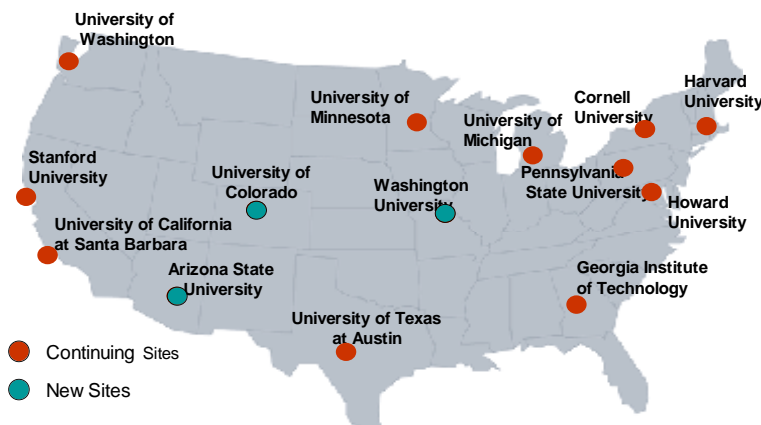 University of
Washington
University of
Minnesota
University of
Michigan
Cornell
University
Harvard
University
Stanford
University
University of
Colorado
Washington
University
Pennsylvania
State University
Howard
University
University of California
at Santa Barbara
Arizona State
University
Georgia Institute
of Technology
University of Texas
at Austin
Continuing Sites
New Sites